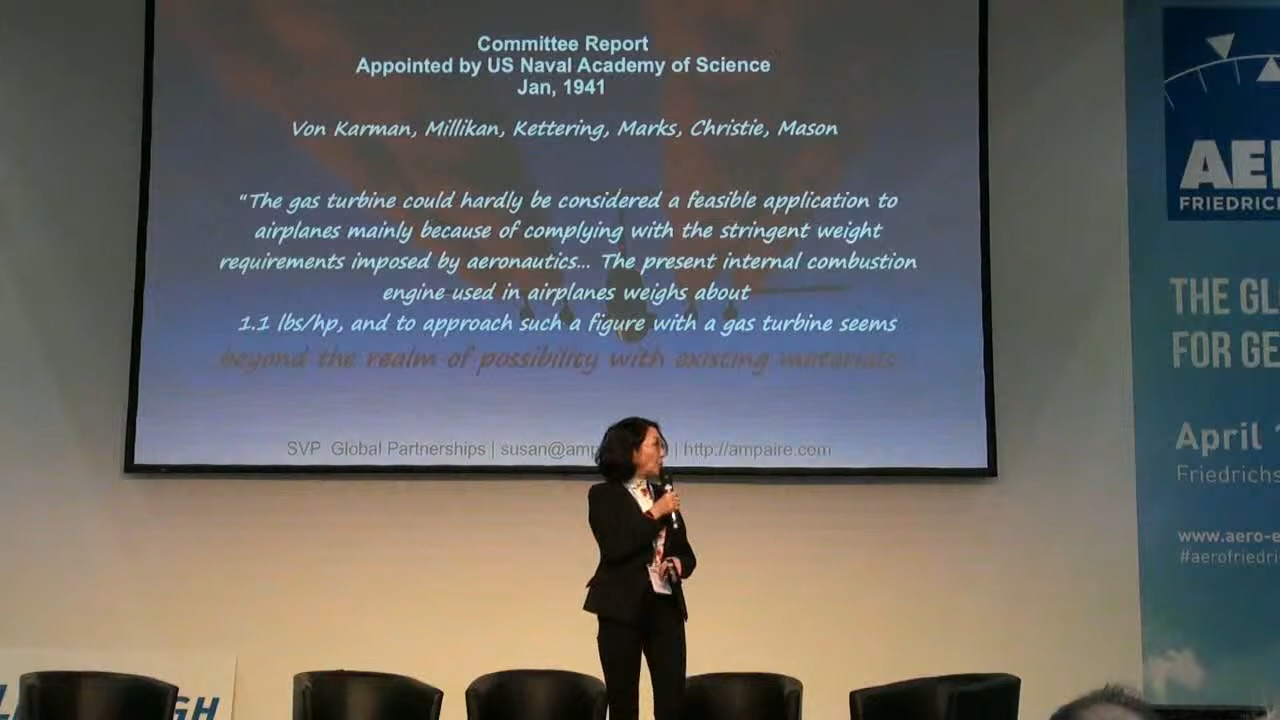 Committee Report
Appointed by US Naval Academy of Science
Jan, 1941
Von Karman, Millikan, Kettering, Marks, Christie, Mason
“The gas turbine could hardly be considered a feasible application to
airplanes mainly because of complying with the stringent weight
requirements imposed by aeronautics... The present internal combustion
engine used in airplanes weighs about
1.1 lbs/hp, and to approach such a figure with a gas turbine seems
beyond the realm of possibility with existing materials
SVP Global Partnerships | susan@amp | http://ampaire.com
AE
FRIEDRICH
THE GL
FOR GE
April
Friedrichs
www.aero-e
#aerofriedri
GH